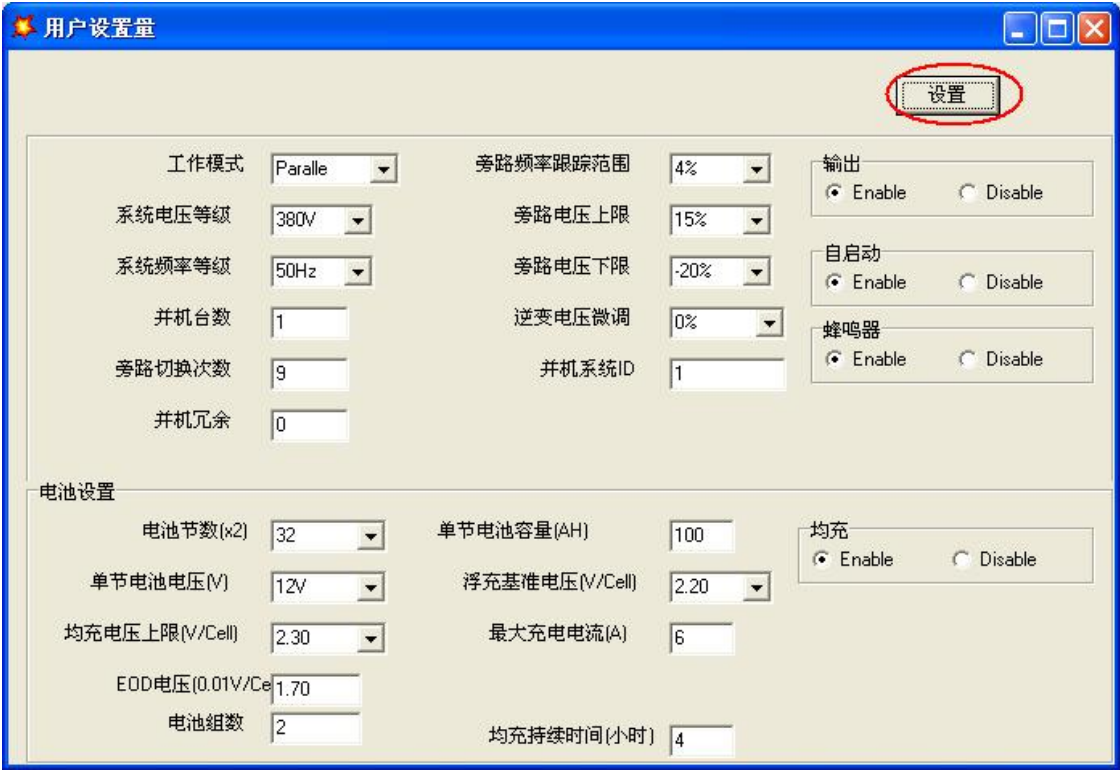 用户设置量
设置
工作模式 Paralle 旁路频率跟踪范围 4% 输出
Enable Disable
系统电压等级 380V 旁路电压上限 15%
自启动
系统频率等级 50Hz 旁路电压下限 -20% Enable Disable
并机台数 1 逆变电压微调 0% 蜂鸣器
旁路切换次数 9 并机系统ID 1 Enable Disable
并机冗余 0
电池设置
电池节数(x2) 32 单节电池容量(AH) 100 均充
Enable Disable
单节电池电压(V) 12V 浮充基准电压(V/Cell) 2.20
均充电压上限(V/Cell) 2.30 最大充电电流(A) 6
EOD电压(0.01V/Ce 1.70
电池组数 2 均充持续时间(小时) 4